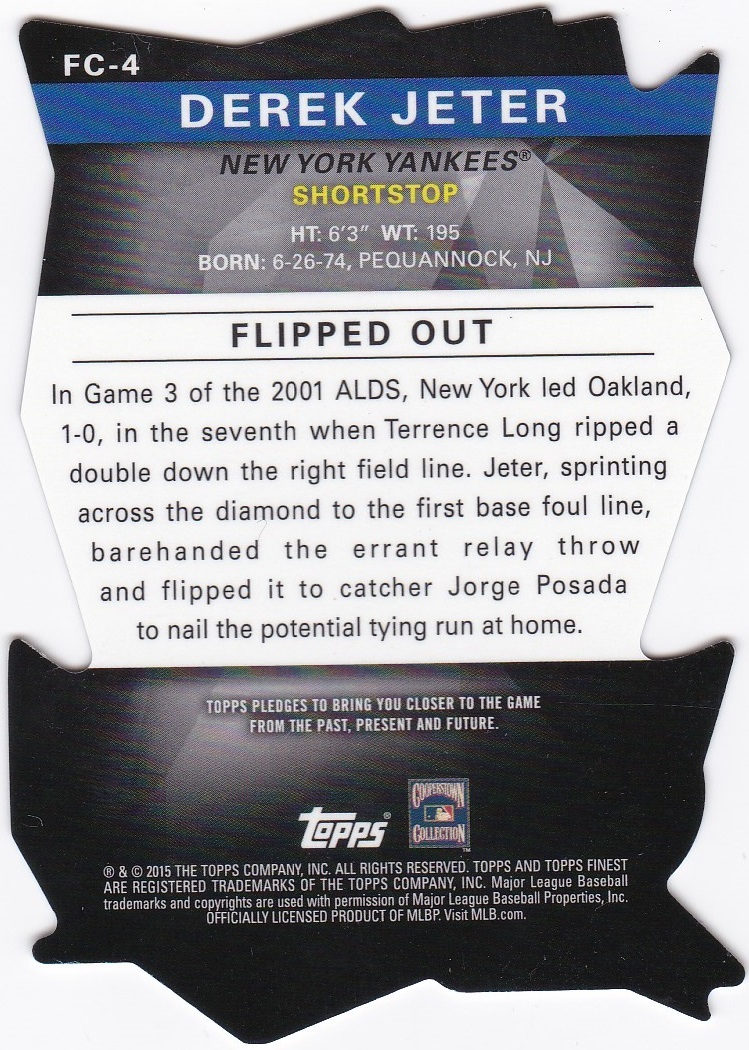 FC-4
DEREK JETER
NEW YORK YANKEES®
SHORTSTOP
HT: 6'3" WT: 195
BORN: 6-26-74, PEQUANNOCK, NJ
FLIPPED OUT
In Game 3 of the 2001 ALDS, New York led Oakland,
1-0, in the seventh when Terrence Long ripped a
double down the right field line. Jeter, sprinting
across the diamond to the first base foul line,
barehanded the errant relay throw
and flipped it to catcher Jorge Posada
to nail the potential tying run at home.
TOPPS PLEDGES TO BRING YOU CLOSER TO THE GAME
FROM THE PAST, PRESENT AND FUTURE.
topps®
COOPERSTOWN
COLLECTION
™
® & © 2015 THE TOPPS COMPANY, INC. ALL RIGHTS RESERVED. TOPPS AND TOPPS FINEST
ARE REGISTERED TRADEMARKS OF THE TOPPS COMPANY, INC. Major League Baseball
trademarks and copyrights are used with permission of Major League Baseball Properties, Inc.
OFFICIALLY LICENSED PRODUCT OF MLBP. Visit MLB.com.